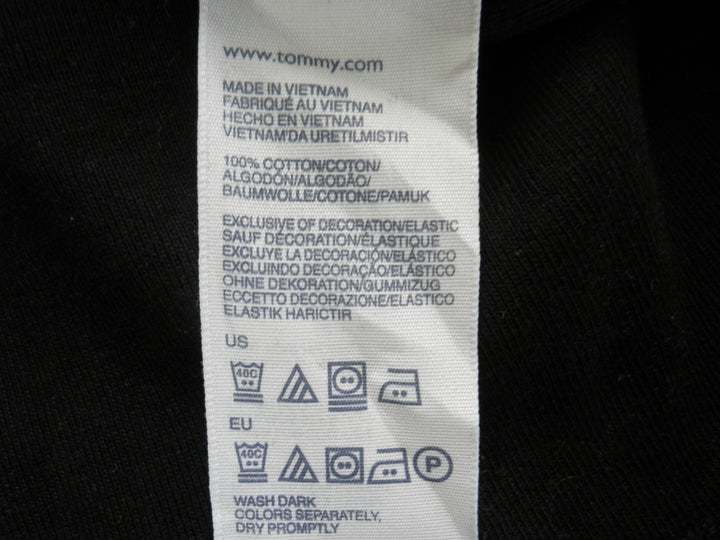 www.tommy.com
MADE IN VIETNAM
FABRIQUÉ AU VIETNAM
HECHO EN VIETNAM
VIETNAM'DA URETILMISTIR
100% COTTON/COTON/
ALGODÓN/ALGODÃO/
BAUMWOLLE/COTONE/PAMUK
EXCLUSIVE OF DECORATION/ELASTIC
SAUF DÉCORATION/ÉLASTIQUE
EXCLUYE LA DECORACIÓN/ELÁSTICO
EXCLUINDO DECORAÇÃO/ELÁSTICO
OHNE DEKORATION/GUMMIZUG
ECCETTO DECORAZIONE/ELASTICO
ELASTIK HARICTIR
US
40C
EU
40C P
WASH DARK
COLORS SEPARATELY,
DRY PROMPTLY